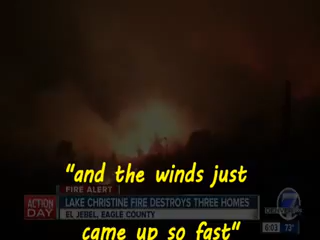 "and the winds just
FIRE ALERT
ACTION DAY
LAKE CHRISTINE FIRE DESTROYS THREE HOMES
EL JEBEL, EAGLE COUNTY
7
6:03 73°
came up so fast"